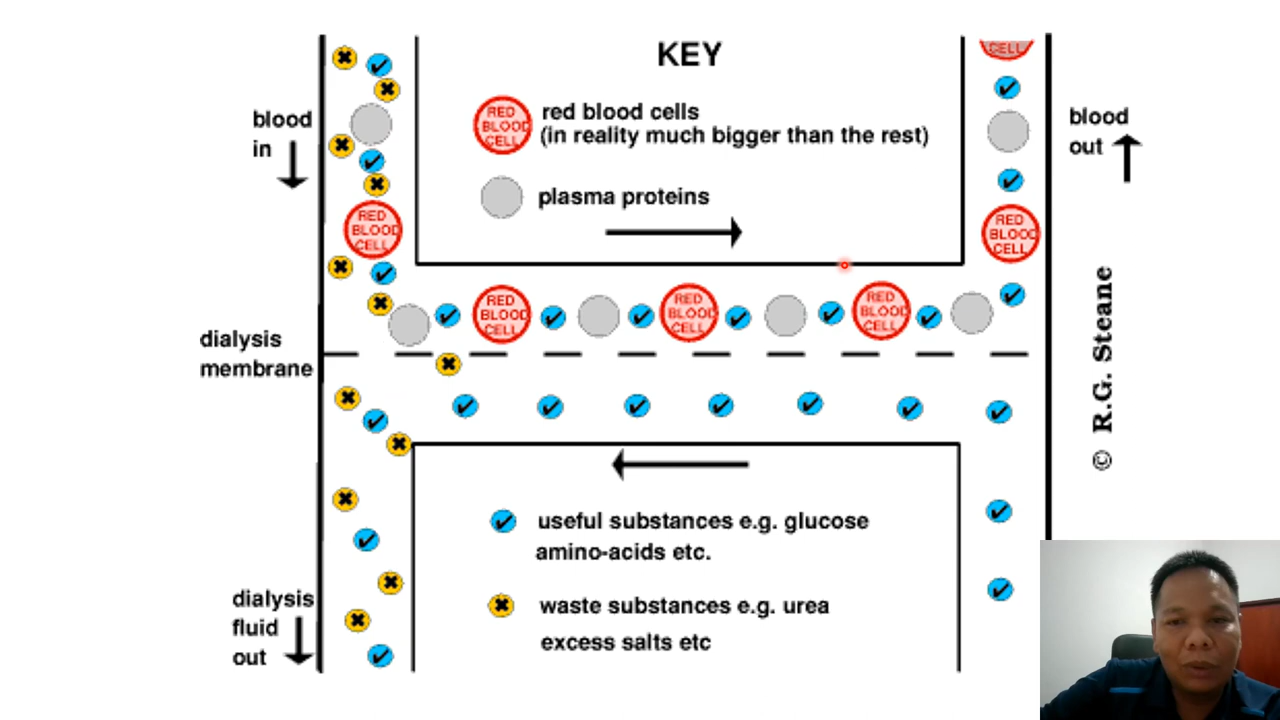 KEY
CELL
blood
in
RED
BLOOD
CELL
red blood cells
(in reality much bigger than the rest)
blood
out
plasma proteins
RED
BLOOD
CELL
RED
BLOOD
CELL
RED
BLOOD
CELL
RED
BLOOD
CELL
RED
BLOOD
CELL
dialysis
membrane
© R.G. Steane
useful substances e.g. glucose
amino-acids etc.
waste substances e.g. urea
excess salts etc
dialysis
fluid
out